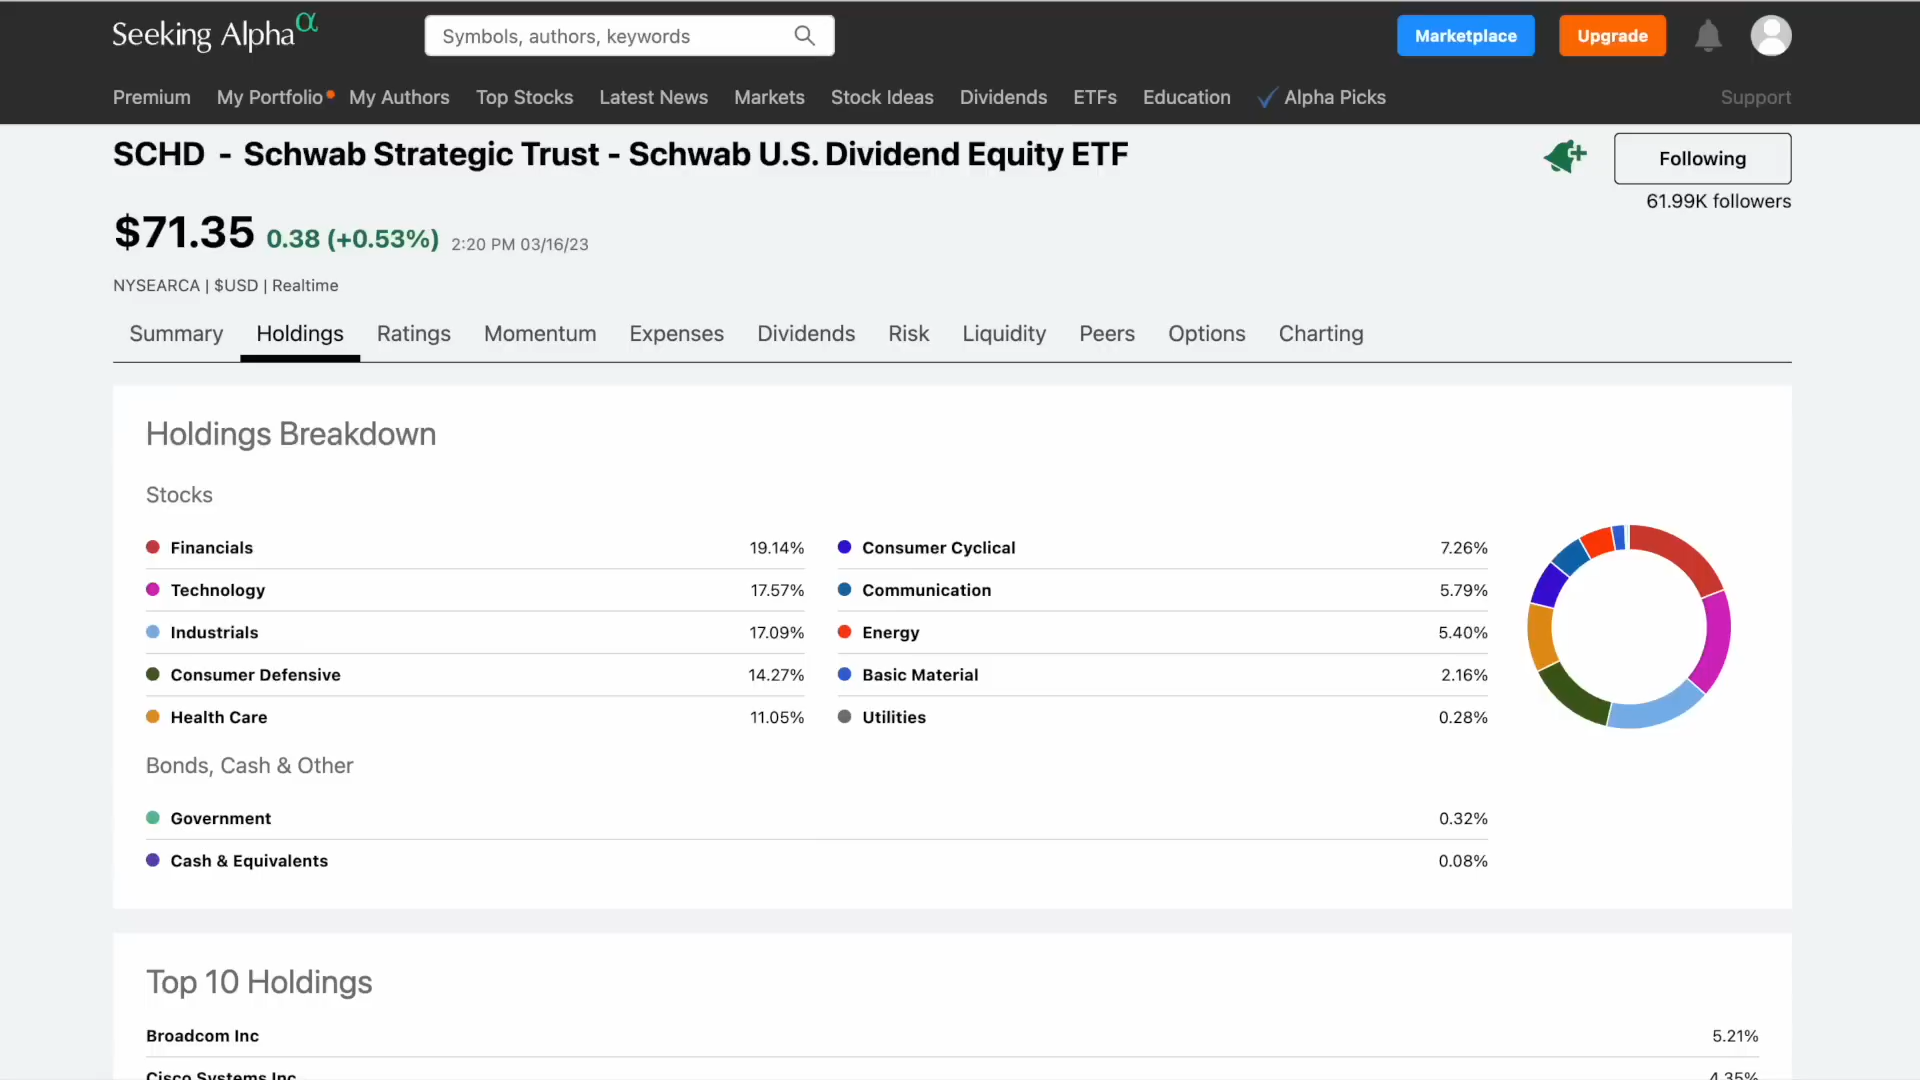 Seeking Alpha α
Symbols, authors, keywords
Marketplace
Upgrade
Premium My Portfolio My Authors Top Stocks Latest News Markets Stock Ideas Dividends ETFs Education Alpha Picks Support
SCHD - Schwab Strategic Trust - Schwab U.S. Dividend Equity ETF
Following
61.99K followers
$71.35 0.38 (+0.53%) 2:20 PM 03/16/23
NYSEARCA | $USD | Realtime
Summary Holdings Ratings Momentum Expenses Dividends Risk Liquidity Peers Options Charting
Holdings Breakdown
Stocks
Financials 19.14% Consumer Cyclical 7.26%
Technology 17.57% Communication 5.79%
Industrials 17.09% Energy 5.40%
Consumer Defensive 14.27% Basic Material 2.16%
Health Care 11.05% Utilities 0.28%
Bonds, Cash & Other
Government 0.32%
Cash & Equivalents 0.08%
Top 10 Holdings
Broadcom Inc 5.21%
Cisco Systems Inc 4.35%